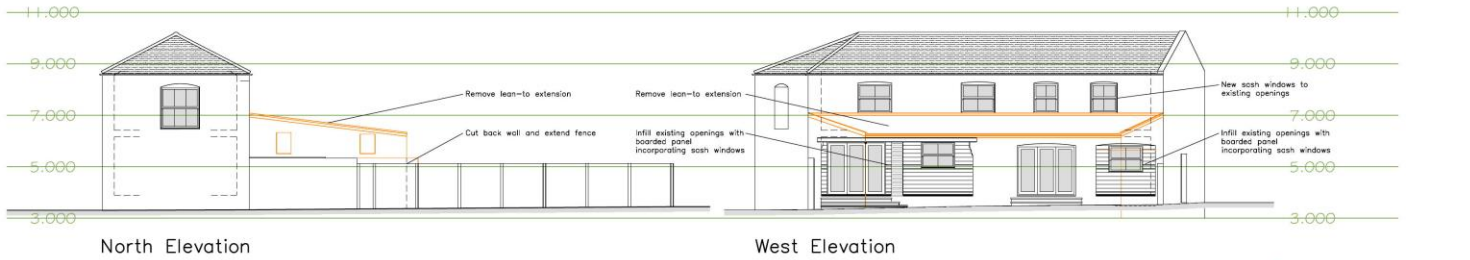 11.000
11.000
9.000
9.000
Remove lean-to extension
Remove lean-to extension
New sash windows to
existing openings
7.000
7.000
Cut back wall and extend fence
Infill existing openings with
boarded panel
incorporating sash windows
Infill existing openings with
boarded panel
incorporating sash windows
5.000
5.000
3.000
3.000
North Elevation
West Elevation